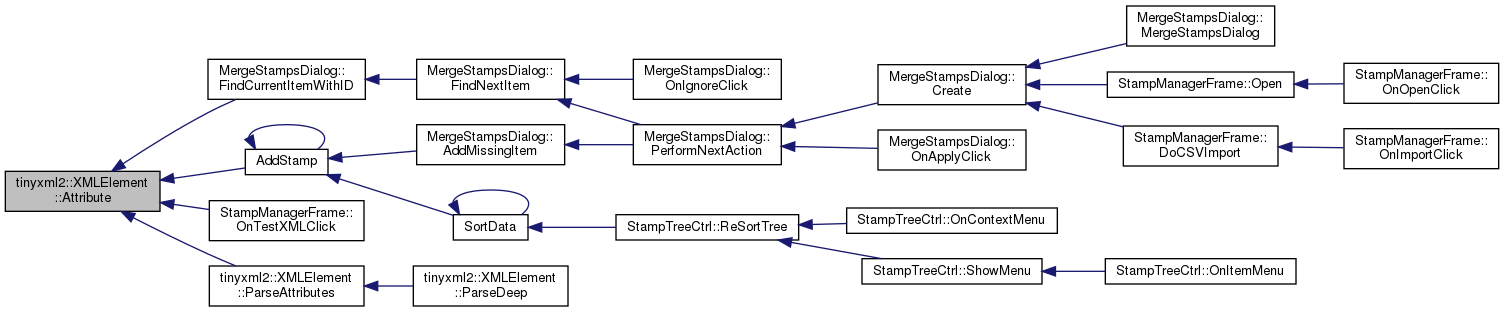 tinyxml2::XMLElement
::Attribute
MergeStampsDialog::
FindCurrentItemWithID
AddStamp
StampManagerFrame::
OnTestXMLClick
tinyxml2::XMLElement
::ParseAttributes
MergeStampsDialog::
FindNextItem
MergeStampsDialog::
AddMissingItem
SortData
tinyxml2::XMLElement
::ParseDeep
MergeStampsDialog::
OnIgnoreClick
MergeStampsDialog::
PerformNextAction
StampTreeCtrl::ReSortTree
MergeStampsDialog::
Create
MergeStampsDialog::
OnApplyClick
StampTreeCtrl::OnContextMenu
StampTreeCtrl::ShowMenu
MergeStampsDialog::
MergeStampsDialog
StampManagerFrame::Open
StampManagerFrame::
DoCSVImport
StampTreeCtrl::OnItemMenu
StampManagerFrame::
OnOpenClick
StampManagerFrame::
OnImportClick